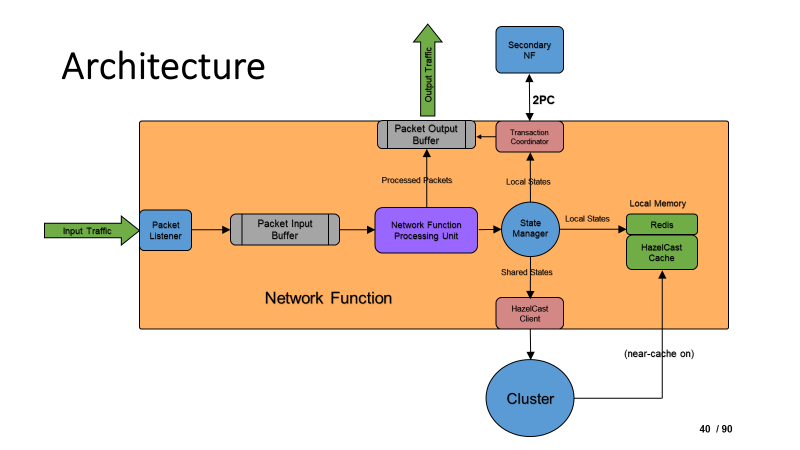 Architecture
Output Traffic
Secondary
NF
2PC
Packet Output
Buffer
Transaction
Coordinator
Processed Packets
Local States
Local Memory
Input Traffic
Packet
Listener
Packet Input
Buffer
Network Function
Processing Unit
State
Manager
Local States
Redis
HazelCast
Cache
Shared States
Network Function
HazelCast
Client
(near-cache on)
Cluster
40 / 90